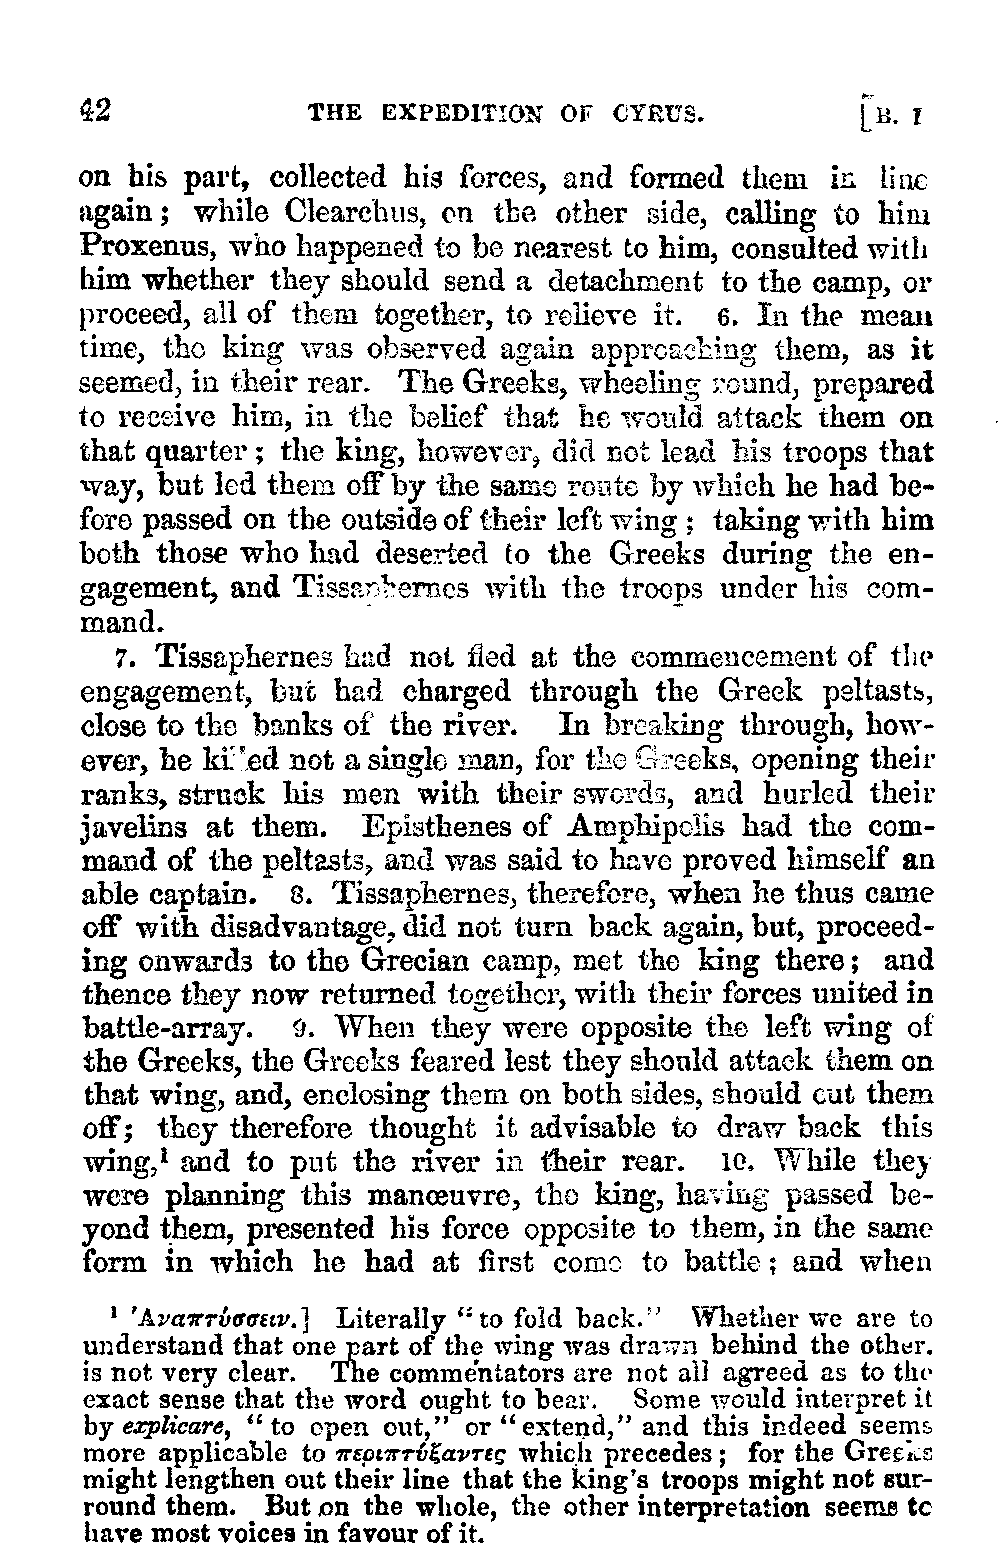 42 THE EXPEDITION OF CYRUS. [B. I
on his part, collected his forces, and formed them in line
again; while Clearchus, on the other side, calling to him
Proxenus, who happened to be nearest to him, consulted with
him whether they should send a detachment to the camp, or
proceed, all of them together, to relieve it. 6. In the mean
time, the king was observed again approaching them, as it
seemed, in their rear. The Greeks, wheeling round, prepared
to receive him, in the belief that he would attack them on
that quarter; the king, however, did not lead his troops that
way, but led them off by the same route by which he had be-
fore passed on the outside of their left wing; taking with him
both those who had deserted to the Greeks during the en-
gagement, and Tissaphernes with the troops under his com-
mand.
7. Tissaphernes had not fled at the commencement of the
engagement, but had charged through the Greek peltasts,
close to the banks of the river. In breaking through, how-
ever, he killed not a single man, for the Greeks, opening their
ranks, struck his men with their swords, and hurled their
javelins at them. Episthenes of Amphipolis had the com-
mand of the peltasts, and was said to have proved himself an
able captain. 8. Tissaphernes, therefore, when he thus came
off with disadvantage, did not turn back again, but, proceed-
ing onwards to the Grecian camp, met the king there; and
thence they now returned together, with their forces united in
battle-array. 9. When they were opposite the left wing of
the Greeks, the Greeks feared lest they should attack them on
that wing, and, enclosing them on both sides, should cut them
off; they therefore thought it advisable to draw back this
wing,¹ and to put the river in their rear. 10. While they
were planning this manœuvre, the king, having passed be-
yond them, presented his force opposite to them, in the same
form in which he had at first come to battle; and when
¹ Ἀναπτύσσειν.] Literally "to fold back." Whether we are to
understand that one part of the wing was drawn behind the other.
is not very clear. The commentators are not all agreed as to the
exact sense that the word ought to bear. Some would interpret it
by explicare, "to open out," or "extend," and this indeed seems
more applicable to περιπτύξαντες which precedes; for the Greeks
might lengthen out their line that the king's troops might not sur-
round them. But on the whole, the other interpretation seems to
have most voices in favour of it.